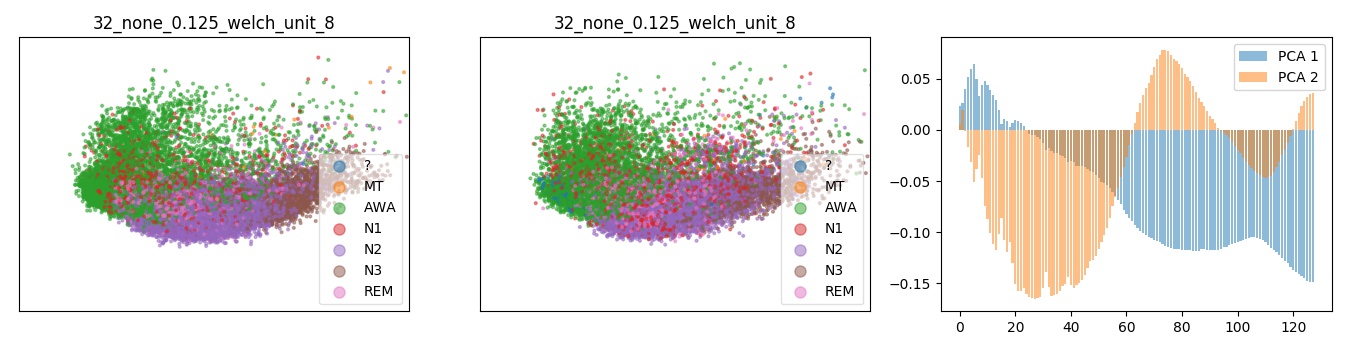 32_none_0.125_welch_unit_8
?
MT
AWA
N1
N2
N3
REM
32_none_0.125_welch_unit_8
?
MT
AWA
N1
N2
N3
REM
PCA 1
PCA 2
0.05
0.00
−0.05
−0.10
−0.15
0 20 40 60 80 100 120